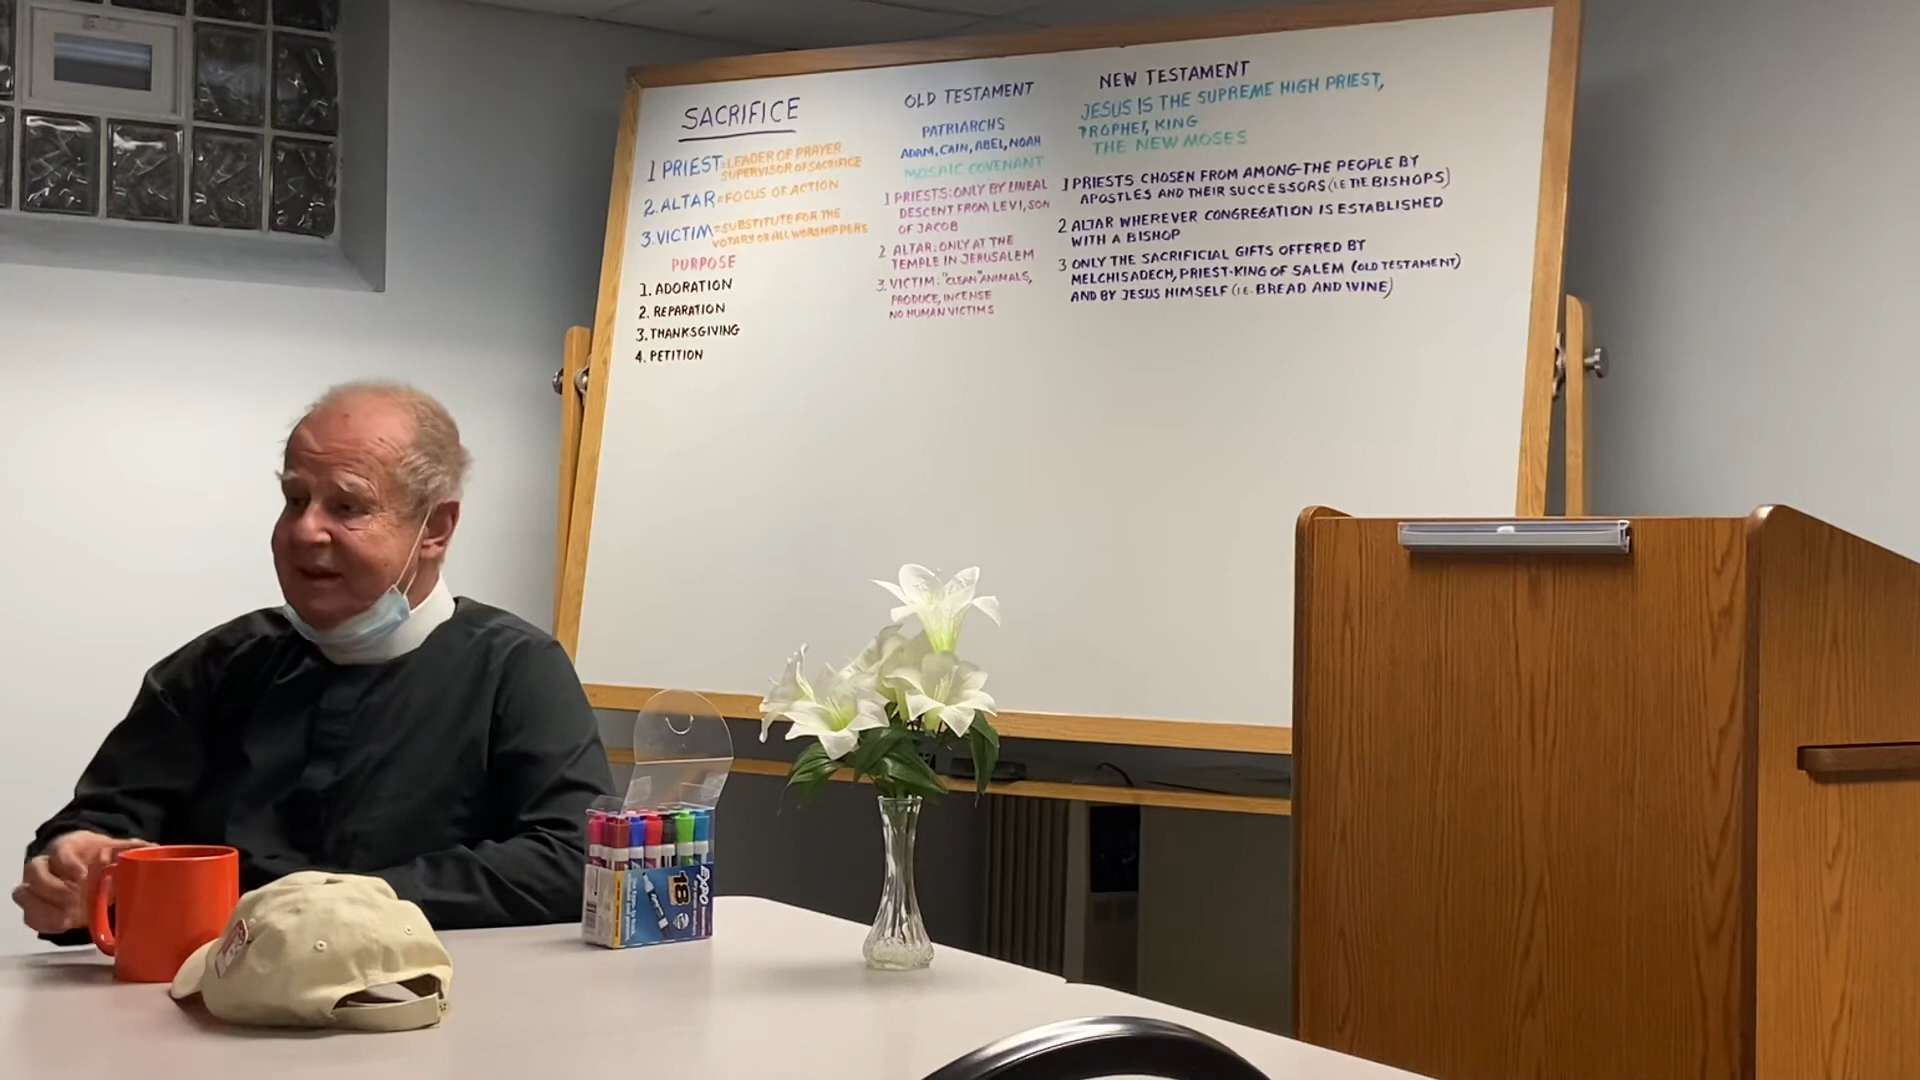 SACRIFICE
1 PRIEST=LEADER OF PRAYER
SUPERVISOR OF SACRIFICE
2. ALTAR=FOCUS OF ACTION
3. VICTIM=SUBSTITUTE FOR THE
VOTARY OR ALL WORSHIPPERS
PURPOSE
1. ADORATION
2. REPARATION
3. THANKSGIVING
4. PETITION
OLD TESTAMENT
PATRIARCHS
ADAM, CAIN, ABEL, NOAH
MOSAIC COVENANT
1 PRIESTS: ONLY BY LINEAL
DESCENT FROM LEVI, SON
OF JACOB
2 ALTAR: ONLY AT THE
TEMPLE IN JERUSALEM
3. VICTIM: "CLEAN" ANIMALS,
PRODUCE, INCENSE
NO HUMAN VICTIMS
NEW TESTAMENT
JESUS IS THE SUPREME HIGH PRIEST,
PROPHET, KING
THE NEW MOSES
1 PRIESTS CHOSEN FROM AMONG THE PEOPLE BY
APOSTLES AND THEIR SUCCESSORS (I.E THE BISHOPS)
2 ALTAR WHEREVER CONGREGATION IS ESTABLISHED
WITH A BISHOP
3 ONLY THE SACRIFICIAL GIFTS OFFERED BY
MELCHISADECH, PRIEST-KING OF SALEM (OLD TESTAMENT)
AND BY JESUS HIMSELF (I.E. BREAD AND WINE)
EXPO
18